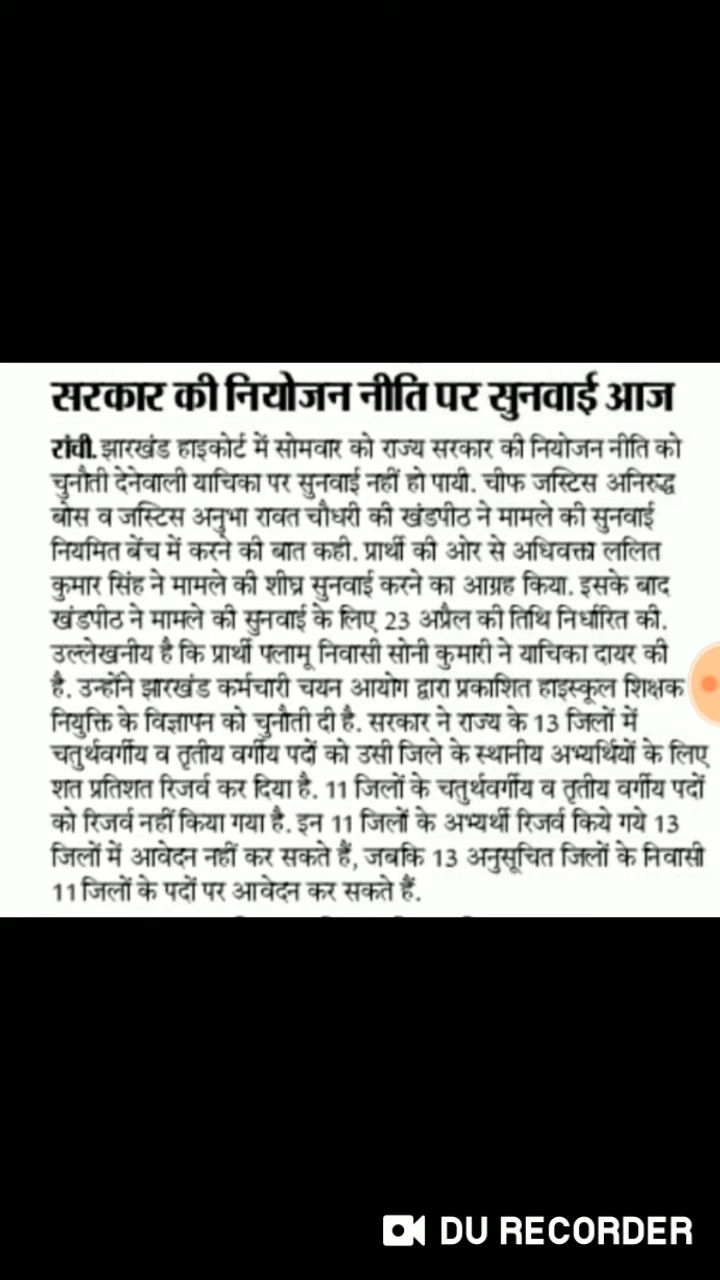 सरकार की नियोजन नीति पर सुनवाई आज
रांची. झारखंड हाइकोर्ट में सोमवार को राज्य सरकार की नियोजन नीति को
चुनौती देनेवाली याचिका पर सुनवाई नहीं हो पायी. चीफ जस्टिस अनिरुद्ध
बोस व जस्टिस अनुभा रावत चौधरी की खंडपीठ ने मामले की सुनवाई
नियमित बेंच में करने की बात कही. प्रार्थी की ओर से अधिवक्ता ललित
कुमार सिंह ने मामले की शीघ्र सुनवाई करने का आग्रह किया. इसके बाद
खंडपीठ ने मामले की सुनवाई के लिए 23 अप्रैल की तिथि निर्धारित की.
उल्लेखनीय है कि प्रार्थी पलामू निवासी सोनी कुमारी ने याचिका दायर की
है. उन्होंने झारखंड कर्मचारी चयन आयोग द्वारा प्रकाशित हाइस्कूल शिक्षक
नियुक्ति के विज्ञापन को चुनौती दी है. सरकार ने राज्य के 13 जिलों में
चतुर्थवर्गीय व तृतीय वर्गीय पदों को उसी जिले के स्थानीय अभ्यर्थियों के लिए
शत प्रतिशत रिजर्व कर दिया है. 11 जिलों के चतुर्थवर्गीय व तृतीय वर्गीय पदों
को रिजर्व नहीं किया गया है. इन 11 जिलों के अभ्यर्थी रिजर्व किये गये 13
जिलों में आवेदन नहीं कर सकते हैं, जबकि 13 अनुसूचित जिलों के निवासी
11 जिलों के पदों पर आवेदन कर सकते हैं.
DU RECORDER